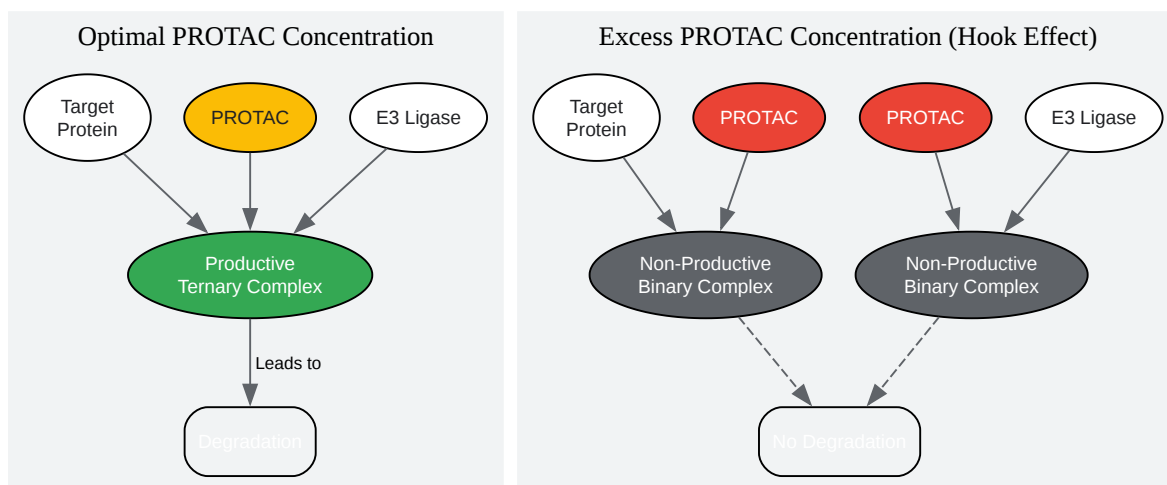 Optimal PROTAC Concentration
Target
Protein
PROTAC
E3 Ligase
Productive
Ternary Complex
Leads to
Degradation
Excess PROTAC Concentration (Hook Effect)
Target
Protein
PROTAC
PROTAC
E3 Ligase
Non-Productive
Binary Complex
Non-Productive
Binary Complex
No Degradation